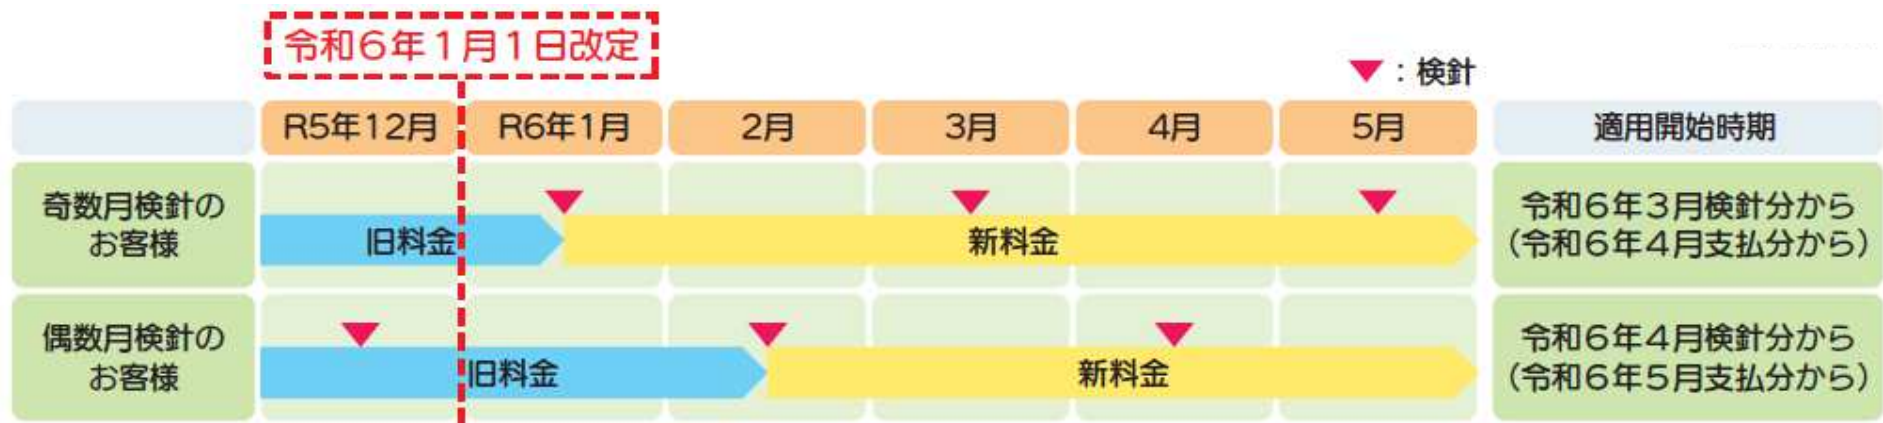 令和6年1月1日改定
▼：検針
R5年12月 R6年1月 2月 3月 4月 5月 適用開始時期
奇数月検針の
お客様
旧料金
新料金
令和6年3月検針分から
（令和6年4月支払分から）
偶数月検針の
お客様
旧料金
新料金
令和6年4月検針分から
（令和6年5月支払分から）